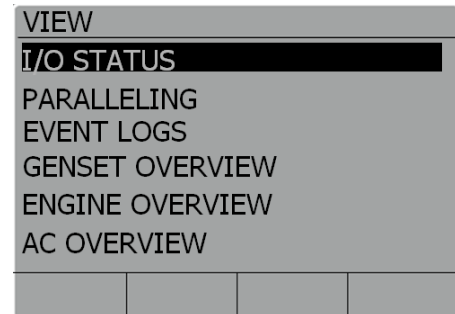 VIEW
I/O STATUS
PARALLELING
EVENT LOGS
GENSET OVERVIEW
ENGINE OVERVIEW
AC OVERVIEW